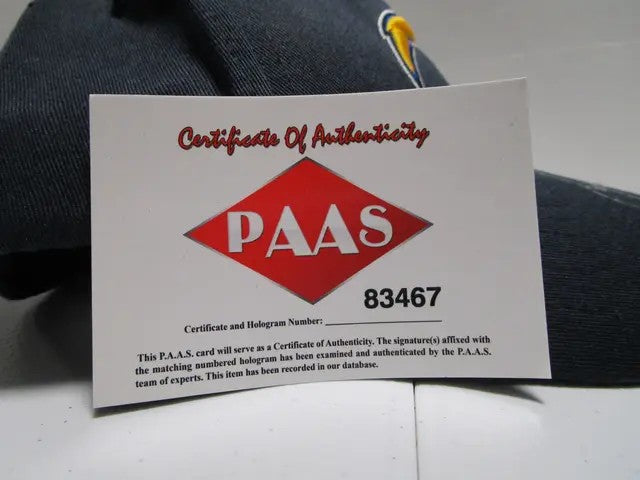 Certificate Of Authenticity
PAAS
83467
Certificate and Hologram Number:
This P.A.A.S. card will serve as a Certificate of Authenticity. The signature(s) affixed with
the matching numbered hologram has been examined and authenticated by the P.A.A.S.
team of experts. This item has been recorded in our database.